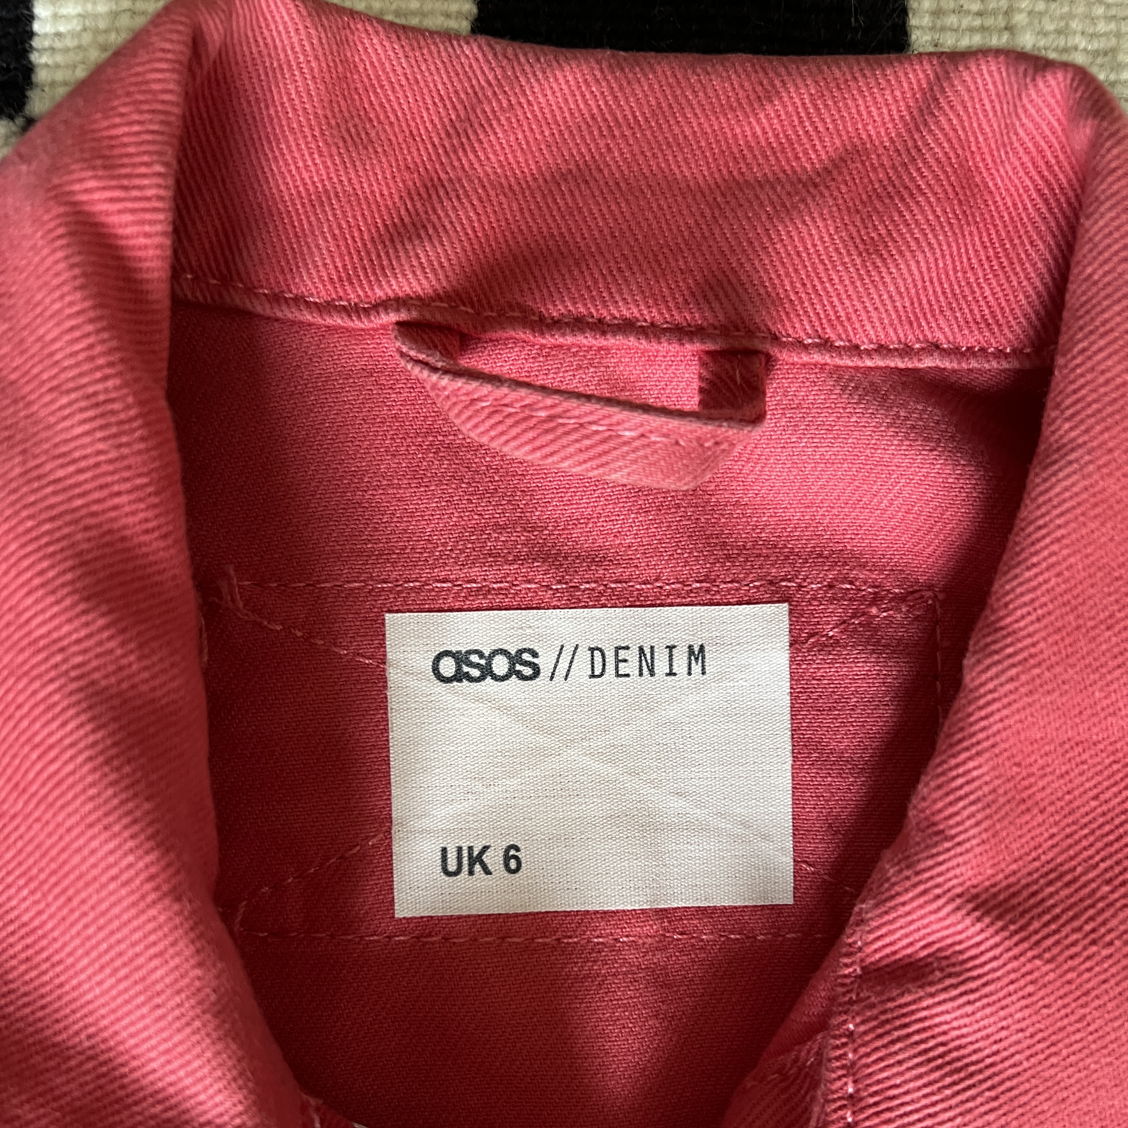 asos // DENIM
UK 6